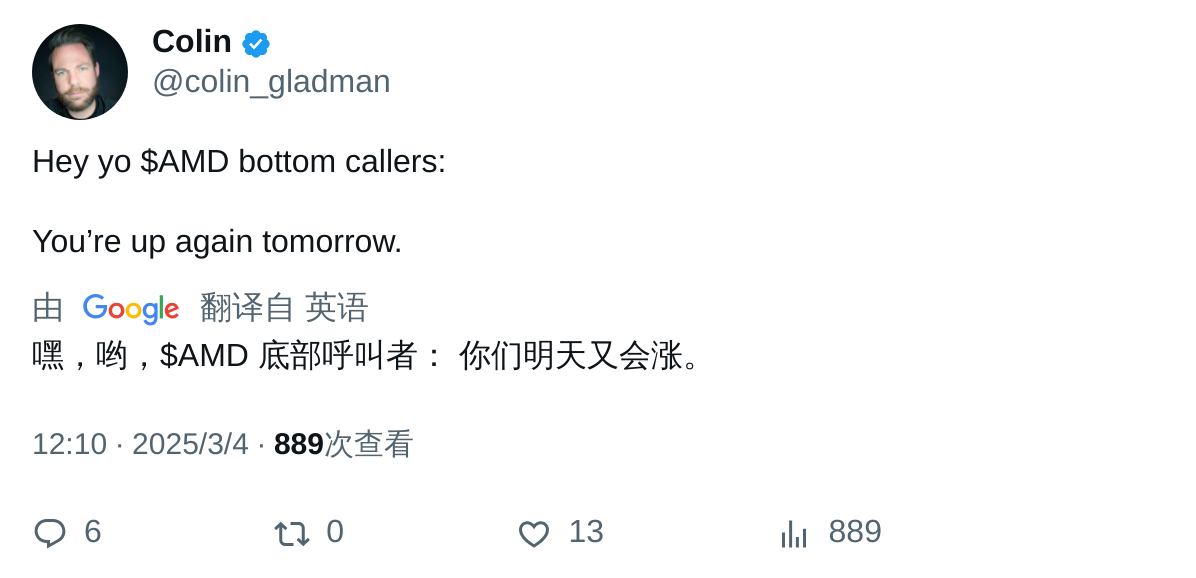 Colin
@colin_gladman
Hey yo $AMD bottom callers:
You’re up again tomorrow.
由 Google 翻译自 英语
嘿，哟，$AMD 底部呼叫者： 你们明天又会涨。
12:10 · 2025/3/4 · 889次查看
6 0 13 889